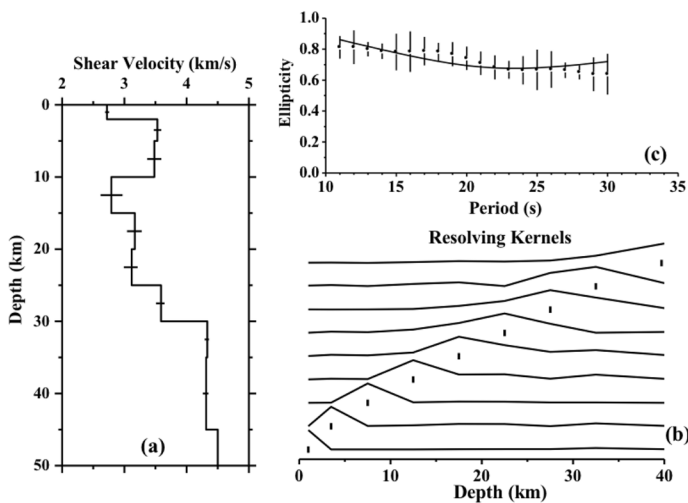 Shear Velocity (km/s)
2 3 4 5
0
10
20
30
40
50
Depth (km)
(a)
1.0
0.8
0.6
0.4
0.2
0.0
Ellipticity
(c)
10 15 20 25 30 35
Period (s)
Resolving Kernels
(b)
0 10 20 30 40
Depth (km)